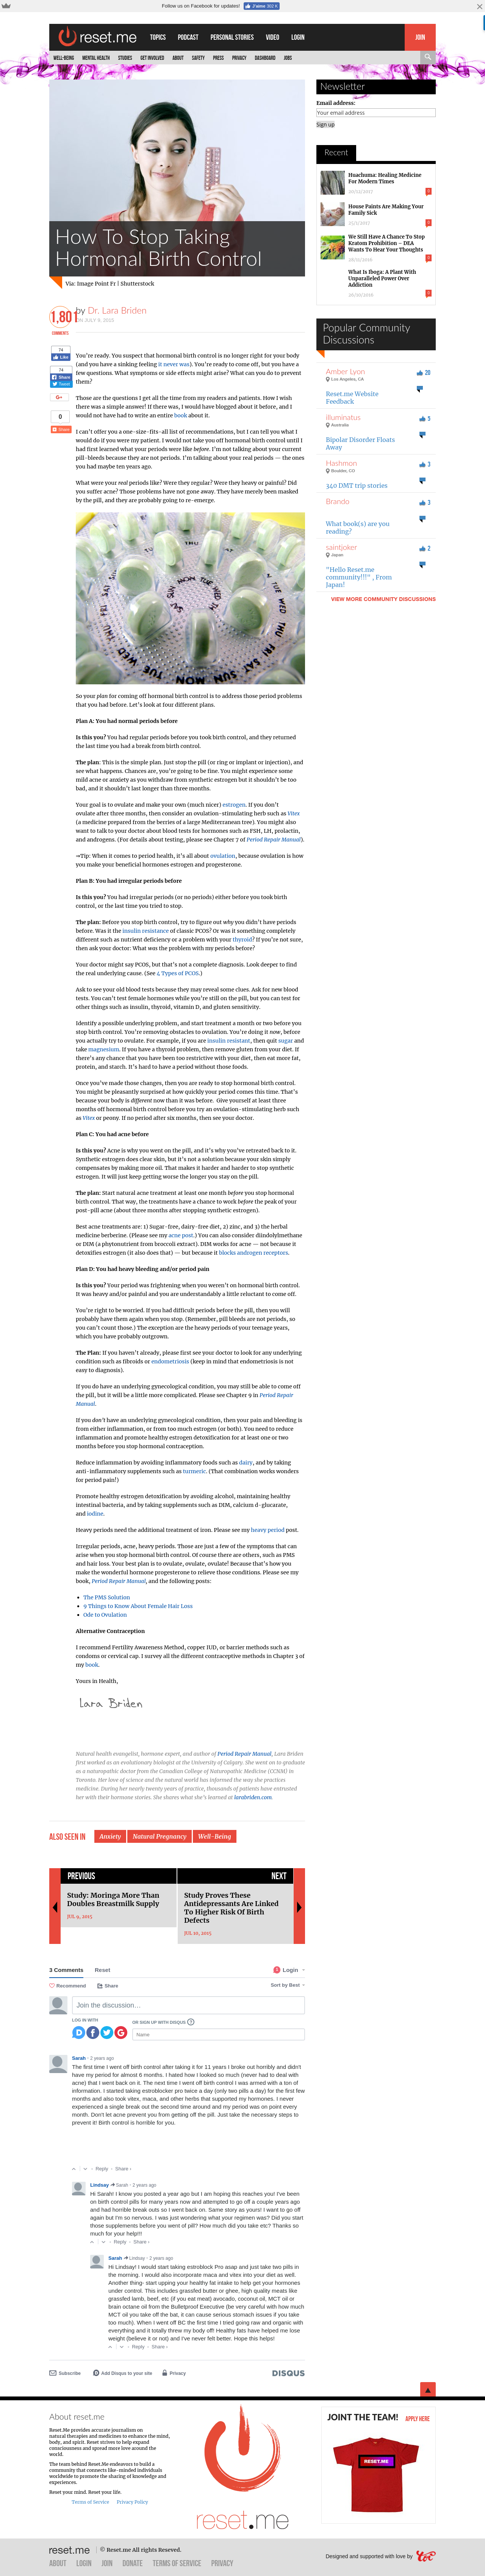 Follow us on Facebook for updates!
J'aime 352 K
reset.me
TOPICS PODCAST PERSONAL STORIES VIDEO LOGIN JOIN
WELL-BEING MENTAL HEALTH STUDIES GET INVOLVED ABOUT SAFETY PRESS PRIVACY DASHBOARD JOBS
How To Stop Taking
Hormonal Birth Control
Via: Image Point Fr | Shutterstock
1,801
COMMENTS
by Dr. Lara Briden
ON JULY 9, 2015
74
Like
74
Share
Tweet
G+
0
Share
You're ready. You suspect that hormonal birth control is not good for your health or body
(and you have a sinking feeling it never was). You're ready to come off, but you also have a
few questions. What symptoms or side effects might arise? What can you do to prevent
them?
Those are the questions I get all the time from both patients and readers. I'll try to answer
them here in a short post. (If there was a short answer, I would have blogged about it years ago, and I
would not have had to write an entire book about it.)
I can't offer you a one-size-fits-all list of withdrawal symptoms. But I can tell you this: It
all comes down to what your periods were like before. I'm not talking about your current
pill-bleeds because they are not real periods. I'm talking about your real periods — the ones
you had maybe ten years ago.
What were your real periods like? Were they regular? Were they heavy or painful? Did
you suffer acne? Those problems have not gone away. They have merely been masked
by the pill, and they are probably going to re-emerge.
So your plan for coming off hormonal birth control is to address those period problems
that you had before. Let's look at four different plans.
Plan A: You had normal periods before
Is this you? You had regular periods before you took birth control, and they returned
the last time you had a break from birth control.
The plan: This is the simple plan. Just stop the pill (or ring or implant or injection), and
see what happens. Chances are, you're going to be fine. You might experience some
mild acne or anxiety as you withdraw from synthetic estrogen but it shouldn't be too
bad, and it shouldn't last longer than three months.
Your goal is to ovulate and make your own (much nicer) estrogen. If you don't
ovulate after three months, then consider an ovulation-stimulating herb such as Vitex
(a medicine prepared from the berries of a large Mediterranean tree). You might also
want to talk to your doctor about blood tests for hormones such as FSH, LH, prolactin,
and androgens. (For details about testing, please see Chapter 7 of Period Repair Manual).
⇒Tip: When it comes to period health, it's all about ovulation, because ovulation is how
you make your beneficial hormones estrogen and progesterone.
Plan B: You had irregular periods before
Is this you? You had irregular periods (or no periods) either before you took birth
control, or the last time you tried to stop.
The plan: Before you stop birth control, try to figure out why you didn't have periods
before. Was it the insulin resistance of classic PCOS? Or was it something completely
different such as nutrient deficiency or a problem with your thyroid? If you're not sure,
then ask your doctor: What was wrong with my periods before?
Your doctor might say PCOS, but that's not a complete diagnosis. Look deeper to find
the real underlying cause. (See 4 Types of PCOS.)
Ask to see your old blood tests because they may reveal some clues. Ask for new blood
tests. You can't test female hormones while you're still on the pill, but you can test for
other things such as insulin, thyroid, vitamin D, and gluten sensitivity.
Identify a possible underlying problem, and start treatment a month or two before you
stop birth control. You're removing obstacles to ovulation. You're doing it now, before
you actually try to ovulate. For example, if you are insulin resistant, then quit sugar and
take magnesium. If you have a thyroid problem, then remove gluten from your diet. If
there's any chance that you have been too restrictive with your diet, then eat more fat,
protein, and starch. It's hard to have a period without those foods.
Once you've made those changes, then you are ready to stop hormonal birth control.
You might be pleasantly surprised at how quickly your period comes this time. That's
because your body is different now than it was before. Give yourself at least three
months off hormonal birth control before you try an ovulation-stimulating herb such
as Vitex or peony. If no period after six months, then see your doctor.
Plan C: You had acne before
Is this you? Acne is why you went on the pill, and it's why you've retreated back to it.
Synthetic estrogen does clear skin, but it's not a solution because your skin always
compensates by making more oil. That makes it harder and harder to stop synthetic
estrogen. It will just keep getting worse the longer you stay on the pill.
The plan: Start natural acne treatment at least one month before you stop hormonal
birth control. That way, the treatments have the chance to be ready for the peak of your
post-pill acne (about three months after stopping synthetic estrogen).
Best acne treatments are: 1) Sugar-free, dairy-free diet, 2) zinc, and 3) the herbal
medicine berberine. (Please see my acne post.) You can also consider diindolylmethane
or DIM (a phytonutrient from broccoli extract). DIM works for acne — not because it
detoxifies estrogen (it also does that) — but because it blocks androgen receptors.
Plan D: You had heavy bleeding and/or period pain
Is this you? Your period was frightening when you weren't on hormonal birth control.
It was heavy and/or painful and you are understandably a little reluctant to come off.
You're right to be worried. If you had difficult periods before the pill, then you will
probably have them again when you stop. (Remember, pill bleeds are not periods, so
you can't count those.) The exception are the heavy periods of your teenage years,
which you have probably outgrown.
The Plan: If you haven't already, please first see your doctor to look for any underlying
condition such as fibroids or endometriosis (keep in mind that endometriosis is not
easy to diagnosis).
If you do have an underlying gynecological condition, you may still be able to come off
the pill, but it will be a little more complicated. Please see Chapter 9 in Period Repair
Manual.
If you don't have an underlying gynecological condition, then your pain is coming from
inflammation, or from too much estrogen (or both). You need to reduce
inflammation and promote healthy estrogen detoxification for at least one or two
months before you stop hormonal contraception.
Reduce inflammation by avoiding inflammatory foods such as dairy, and by taking
anti-inflammatory supplements such as turmeric. (That combination works wonders
for period pain!)
Promote healthy estrogen detoxification by avoiding alcohol, maintaining healthy
intestinal bacteria, and by taking supplements such as DIM, calcium d-glucarate,
and iodine.
Heavy periods need the additional treatment of iron. Please see my heavy period post.
Irregular periods, acne, heavy periods. Those are just a few of the symptoms that can
arise coming off hormonal birth control. Of course there are others, such as PMS
and hair loss. Your best plan is to ovulate, ovulate, ovulate! Because that's how you
make the wonderful hormone progesterone to relieve those conditions. Please see my
book, Period Repair Manual, and the following posts:
The PMS Solution
9 Things to Know About Female Hair Loss
Ode to Ovulation
Alternative Contraception
I recommend Fertility Awareness Method, copper IUD, or barrier methods such as
condoms or cervical cap. I survey all the different contraceptive methods in Chapter 3 of
my book.
Yours in Health,
Lara Briden
Natural health evangelist, hormone expert, and author of Period Repair Manual, Lara Briden
first worked as an evolutionary biologist at the University of Calgary. She went on to graduate
as a naturopathic doctor from the Canadian College of Naturopathic Medicine (CCNM) in
Toronto. Her love of science and the natural world has informed the way she practices
medicine. During her nearly twenty years of practice, thousands of patients have entrusted
her with their hormone stories. She shares what she's learned at larabriden.com.
ALSO SEEN IN Anxiety Natural Pregnancy Well-Being
PREVIOUS
Study: Moringa More Than
Doubles Breastmilk Supply
JUL 9, 2015
NEXT
Study Proves These
Antidepressants Are Linked
To Higher Risk Of Birth
Defects
JUL 10, 2015
3 Comments Reset Login
Recommend Share Sort by Best
Join the discussion…
LOG IN WITH
OR SIGN UP WITH DISQUS ?
Name
Sarah • 2 years ago
The first time I went off birth control after taking it for 11 years I broke out horribly and didn't
have my period for almost 6 months. I hated how I looked so much (never had to deal with
acne) that I went back on it. The next time I went off birth control I was armed with a ton of
information. I started taking estroblocker pro twice a day (only two pills a day) for the first few
months and also took vitex, maca, and other herbs that supported my hormones. I never
experienced a single break out the second time around and my period was on point every
month. Don't let acne prevent you from getting off the pill. Just take the necessary steps to
prevent it! Birth control is horrible for you.
Reply • Share ›
Lindsay Sarah • 2 years ago
Hi Sarah! I know you posted a year ago but I am hoping this reaches you! I've been
on birth control pills for many years now and attempted to go off a couple years ago
and had horrible break outs so I went back on. Same story as yours! I want to go off
again but I'm so nervous. I was just wondering what your regimen was? Did you start
these supplements before you went of pill? How much did you take etc? Thanks so
much for your help!!!
Reply • Share ›
Sarah Lindsay • 2 years ago
Hi Lindsay! I would start taking estroblock Pro asap and just take two pills in
the morning. I would also incorporate maca and vitex into your diet as well.
Another thing- start upping your healthy fat intake to help get your hormones
under control. This includes grassfed butter or ghee, high quality meats like
grassfed lamb, beef, etc (if you eat meat) avocado, coconut oil, MCT oil or
brain octane oil from the Bulletproof Executive (be very careful how much
MCT oil you take off the bat, it can cause serious stomach issues if you take
too much). When I went off BC the first time I tried going raw and organic with
everything and it totally threw my body off! Healthy fats have helped me lose
weight (believe it or not) and I've never felt better. Hope this helps!
Reply • Share ›
Subscribe Add Disqus to your site Privacy DISQUS
Newsletter
Email address:
Your email address
Sign up
Recent
Huachuma: Healing Medicine
For Modern Times
House Paints Are Making Your
Family Sick
We Still Have A Chance To Stop
Kratom Prohibition – DEA
Wants To Hear Your Thoughts
What Is Iboga: A Plant With
Unparalleled Power Over
Addiction
Popular Community
Discussions
Amber Lyon 20
Los Angeles, CA
Reset.me Website
Feedback
illuminatus 5
Australia
Bipolar Disorder Floats
Away
Hashmon 3
Boulder, CO
340 DMT trip stories
Brando 3
What book(s) are you
reading?
saintjoker 2
Japan
"Hello Reset.me
community!!!" , From
Japan!
VIEW MORE COMMUNITY DISCUSSIONS
About reset.me
Reset.Me provides accurate journalism on
natural therapies and medicines to enhance the mind,
body, and spirit. Reset strives to help expand
consciousness and spread more love around the
world.
The team behind Reset.Me endeavors to build a
community that connects like-minded individuals
worldwide to promote the sharing of knowledge and
experiences.
Reset your mind. Reset your life.
Terms of Service Privacy Policy
reset.me
JOIN THE TEAM! APPLY HERE
RESET.ME
reset.me | © Reset.me All rights Reserved.
ABOUT LOGIN JOIN DONATE TERMS OF SERVICE PRIVACY
Designed and supported with love by